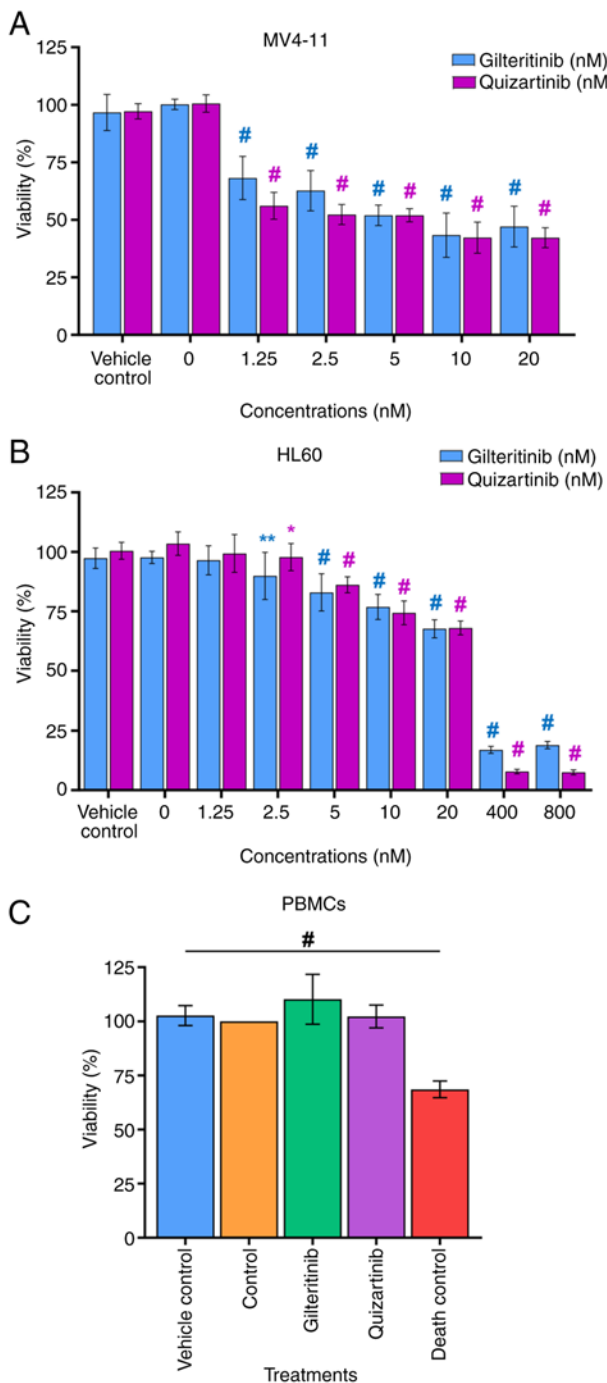 A
MV4-11
Gilteritinib (nM)
Quizartinib (nM
125
100
75
50
25
0
Viability (%)
# # # # # # # # # #
Vehicle control 0 1.25 2.5 5 10 20
Concentrations (nM)
B
HL60
Gilteritinib (nM)
Quizartinib (nM)
125
100
75
50
25
0
Viability (%)
** * # # # # # # # # # #
Vehicle control 0 1.25 2.5 5 10 20 400 800
Concentrations (nM)
C
PBMCs
#
125
100
75
50
25
0
Viability (%)
Vehicle control
Control
Gilteritinib
Quizartinib
Death control
Treatments